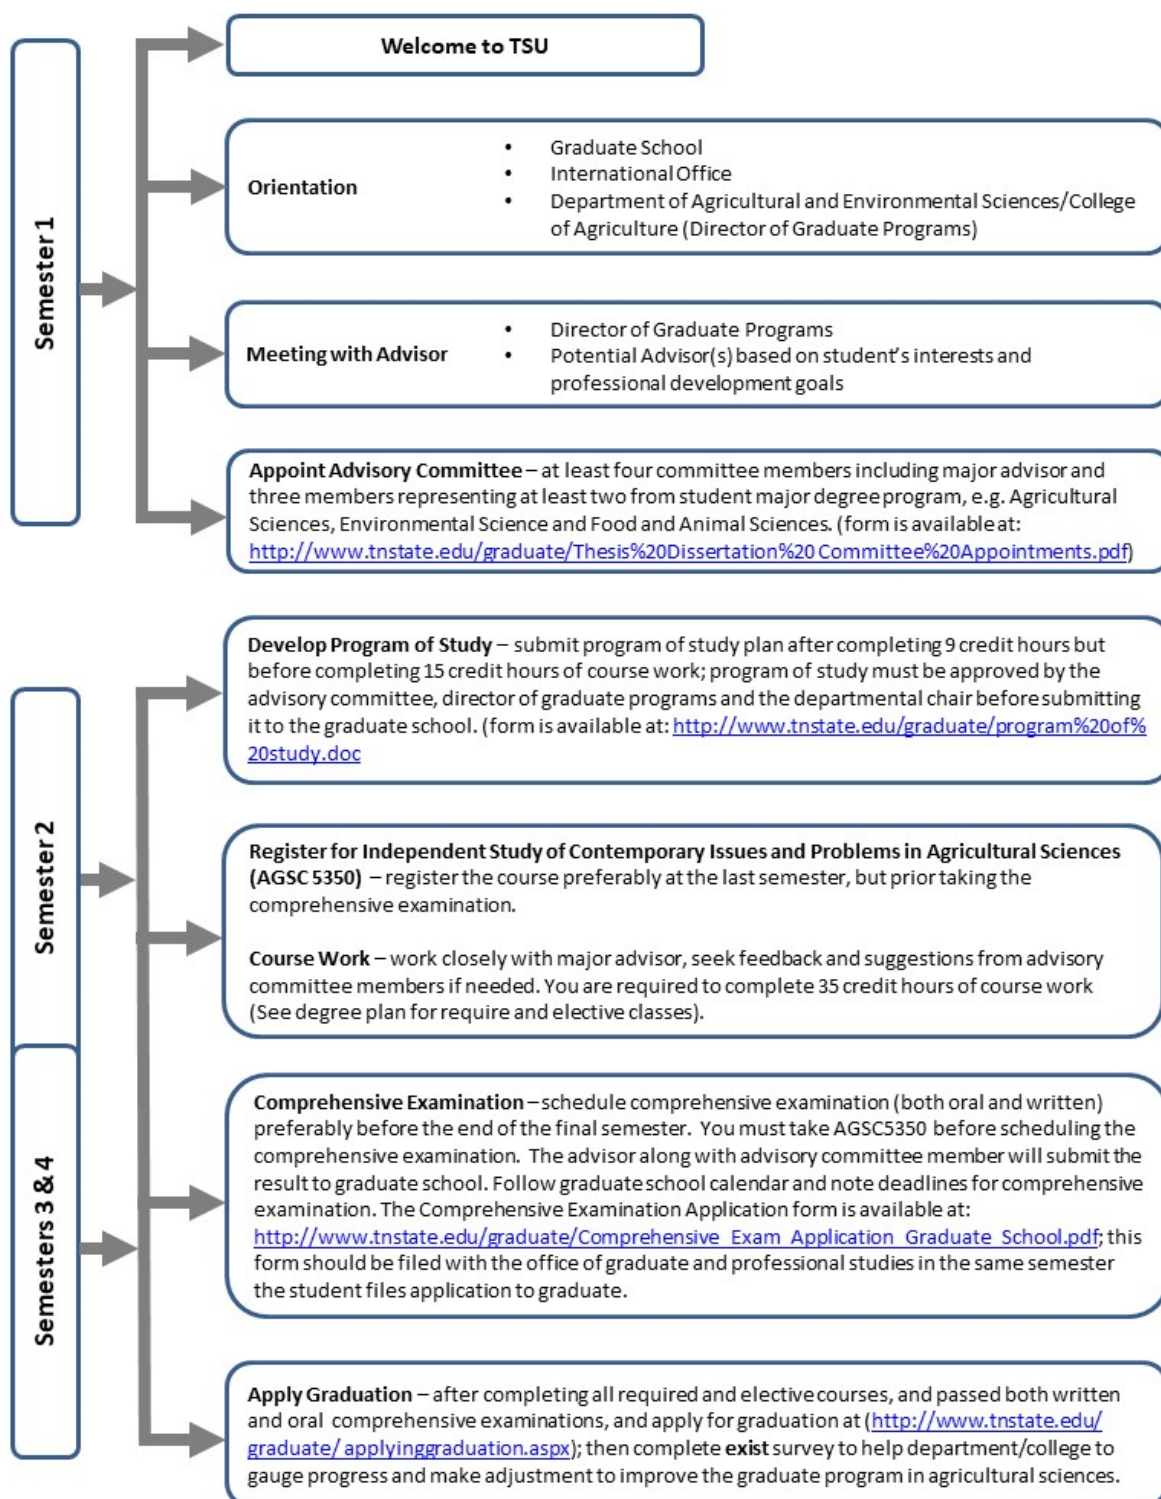 Semester 1
Welcome to TSU
Orientation
• Graduate School
• International Office
• Department of Agricultural and Environmental Sciences/College
of Agriculture (Director of Graduate Programs)
Meeting with Advisor
• Director of Graduate Programs
• Potential Advisor(s) based on student's interests and
professional development goals
Appoint Advisory Committee – at least four committee members including major advisor and
three members representing at least two from student major degree program, e.g. Agricultural
Sciences, Environmental Science and Food and Animal Sciences. (form is available at:
http://www.tnstate.edu/graduate/Thesis%20Dissertation%20 Committee%20Appointments.pdf)
Semester 2
Develop Program of Study – submit program of study plan after completing 9 credit hours but
before completing 15 credit hours of course work; program of study must be approved by the
advisory committee, director of graduate programs and the departmental chair before submitting
it to the graduate school. (form is available at: http://www.tnstate.edu/graduate/program%20of%
20study.doc
Register for Independent Study of Contemporary Issues and Problems in Agricultural Sciences
(AGSC 5350) – register the course preferably at the last semester, but prior taking the
comprehensive examination.
Course Work – work closely with major advisor, seek feedback and suggestions from advisory
committee members if needed. You are required to complete 35 credit hours of course work
(See degree plan for require and elective classes).
Semesters 3 & 4
Comprehensive Examination – schedule comprehensive examination (both oral and written)
preferably before the end of the final semester. You must take AGSC5350 before scheduling the
comprehensive examination. The advisor along with advisory committee member will submit the
result to graduate school. Follow graduate school calendar and note deadlines for comprehensive
examination. The Comprehensive Examination Application form is available at:
http://www.tnstate.edu/graduate/Comprehensive_Exam_Application_Graduate_School.pdf; this
form should be filed with the office of graduate and professional studies in the same semester
the student files application to graduate.
Apply Graduation – after completing all required and elective courses, and passed both written
and oral comprehensive examinations, and apply for graduation at (http://www.tnstate.edu/
graduate/ applyinggraduation.aspx); then complete exist survey to help department/college to
gauge progress and make adjustment to improve the graduate program in agricultural sciences.